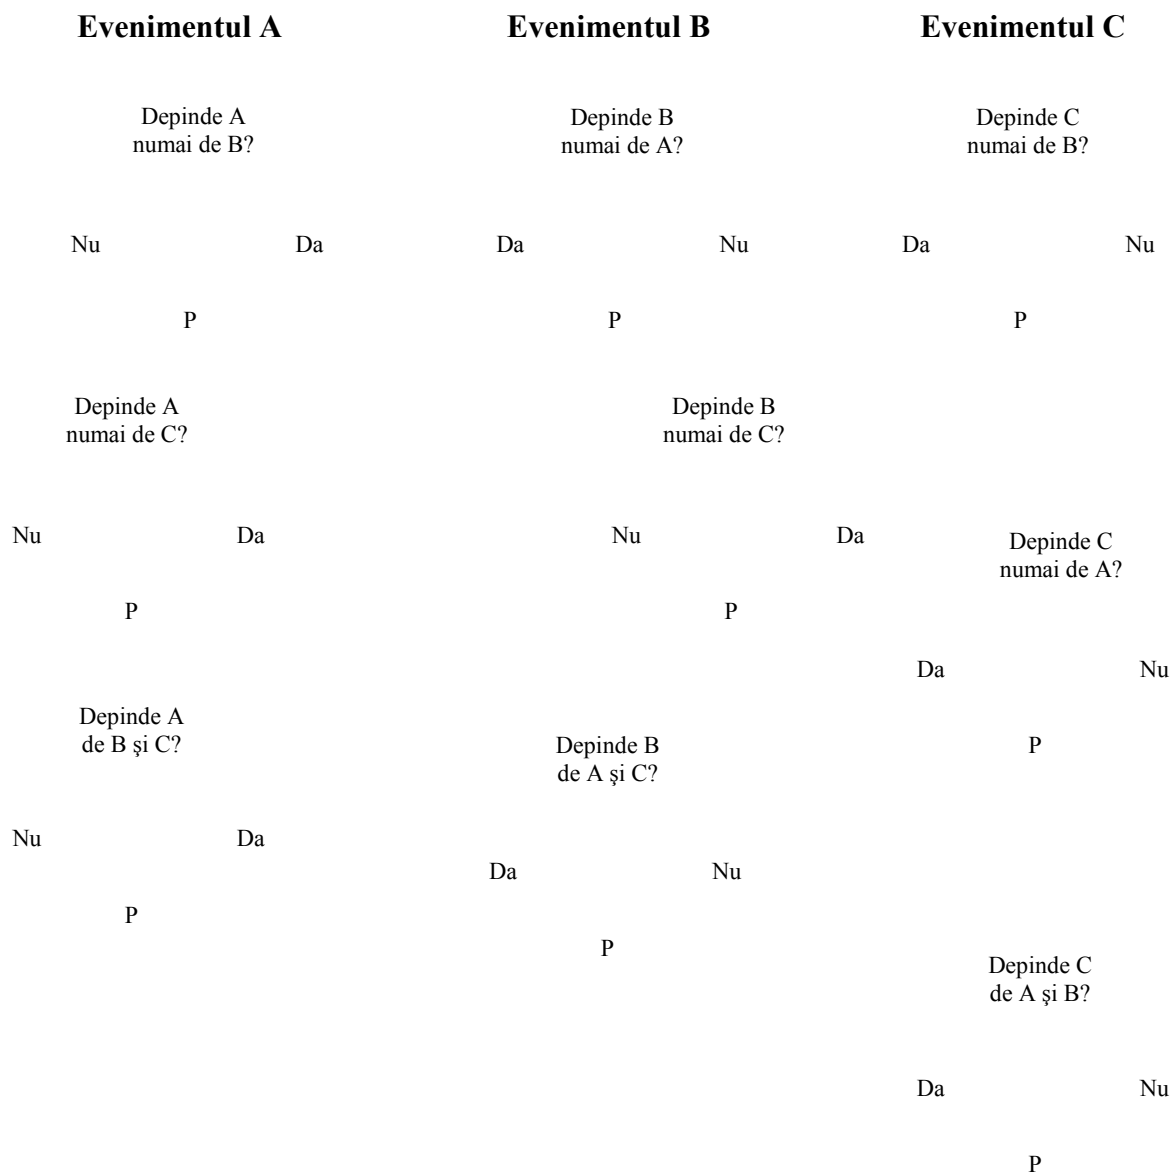 Evenimentul A
Evenimentul B
Evenimentul C
Depinde A
numai de B?
Depinde B
numai de A?
Depinde C
numai de B?
Nu
Da
Da
Nu
Da
Nu
P
P
P
Depinde A
numai de C?
Depinde B
numai de C?
Nu
Da
Nu
Da
Depinde C
numai de A?
P
P
Da
Nu
Depinde A
de B şi C?
Depinde B
de A şi C?
P
Nu
Da
Da
Nu
P
P
Depinde C
de A şi B?
Da
Nu
P